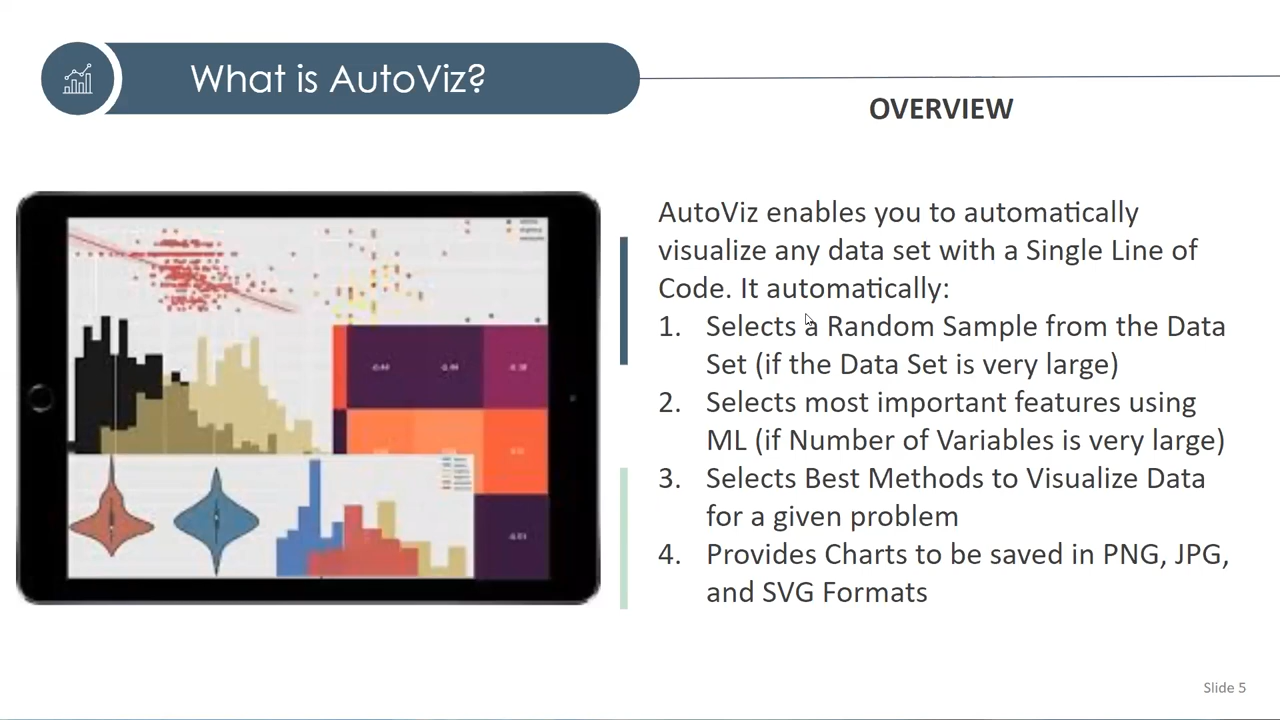 What is AutoViz?
OVERVIEW
AutoViz enables you to automatically
visualize any data set with a Single Line of
Code. It automatically:
1. Selects a Random Sample from the Data
Set (if the Data Set is very large)
2. Selects most important features using
ML (if Number of Variables is very large)
3. Selects Best Methods to Visualize Data
for a given problem
4. Provides Charts to be saved in PNG, JPG,
and SVG Formats
Slide 5